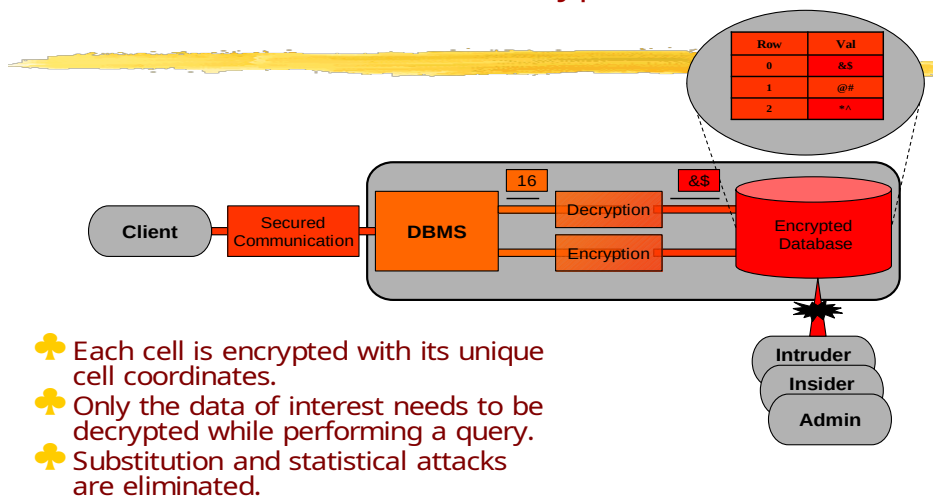 Row Val
0 &$
1 @#
2 *^
16 &$
Decryption
Client
Secured
Communication
DBMS
Encrypted
Database
Encryption
Each cell is encrypted with its unique
cell coordinates.
Only the data of interest needs to be
decrypted while performing a query.
Substitution and statistical attacks
are eliminated.
Intruder
Insider
Admin